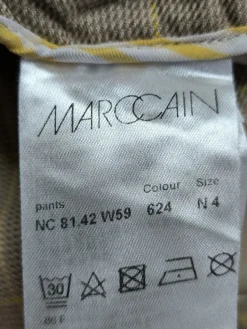 MARCCAIN
Colour Size
pants
NC 81.42 W59 624 N 4
30
86 F